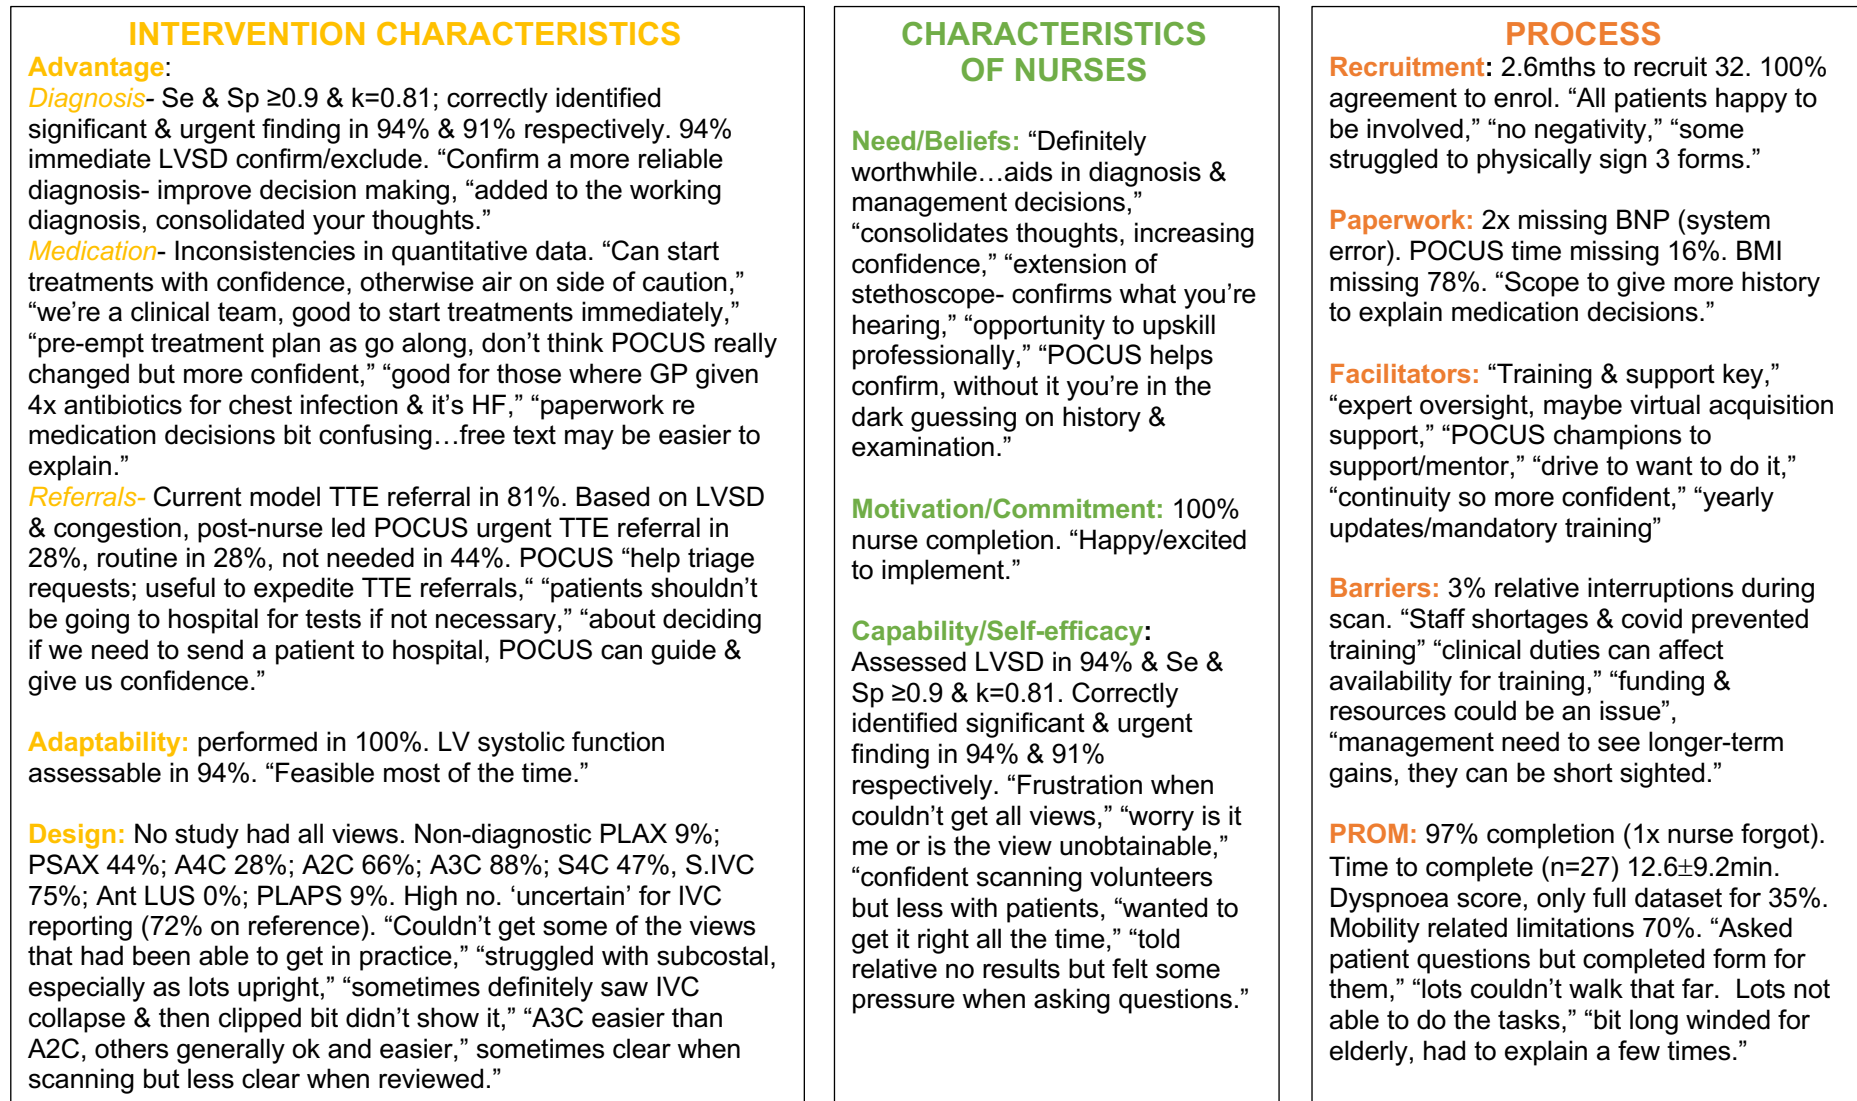 INTERVENTION CHARACTERISTICS
Advantage:
Diagnosis- Se & Sp ≥0.9 & k=0.81; correctly identified
significant & urgent finding in 94% & 91% respectively. 94%
immediate LVSD confirm/exclude. “Confirm a more reliable
diagnosis- improve decision making, “added to the working
diagnosis, consolidated your thoughts.”
Medication- Inconsistencies in quantitative data. “Can start
treatments with confidence, otherwise air on side of caution,”
“we’re a clinical team, good to start treatments immediately,”
“pre-empt treatment plan as go along, don’t think POCUS really
changed but more confident,” “good for those where GP given
4x antibiotics for chest infection & it’s HF,” “paperwork re
medication decisions bit confusing…free text may be easier to
explain.”
Referrals- Current model TTE referral in 81%. Based on LVSD
& congestion, post-nurse led POCUS urgent TTE referral in
28%, routine in 28%, not needed in 44%. POCUS “help triage
requests; useful to expedite TTE referrals,“ “patients shouldn’t
be going to hospital for tests if not necessary,” “about deciding
if we need to send a patient to hospital, POCUS can guide &
give us confidence.”
Adaptability: performed in 100%. LV systolic function
assessable in 94%. “Feasible most of the time.”
Design: No study had all views. Non-diagnostic PLAX 9%;
PSAX 44%; A4C 28%; A2C 66%; A3C 88%; S4C 47%, S.IVC
75%; Ant LUS 0%; PLAPS 9%. High no. ‘uncertain’ for IVC
reporting (72% on reference). “Couldn’t get some of the views
that had been able to get in practice,” “struggled with subcostal,
especially as lots upright,” “sometimes definitely saw IVC
collapse & then clipped bit didn’t show it,” “A3C easier than
A2C, others generally ok and easier,” sometimes clear when
scanning but less clear when reviewed.”
CHARACTERISTICS
OF NURSES
Need/Beliefs: “Definitely
worthwhile…aids in diagnosis &
management decisions,”
“consolidates thoughts, increasing
confidence,” “extension of
stethoscope- confirms what you’re
hearing,” “opportunity to upskill
professionally,” “POCUS helps
confirm, without it you’re in the
dark guessing on history &
examination.”
Motivation/Commitment: 100%
nurse completion. “Happy/excited
to implement.”
Capability/Self-efficacy:
Assessed LVSD in 94% & Se &
Sp ≥0.9 & k=0.81. Correctly
identified significant & urgent
finding in 94% & 91%
respectively. “Frustration when
couldn’t get all views,” “worry is it
me or is the view unobtainable,”
“confident scanning volunteers
but less with patients, “wanted to
get it right all the time,” “told
relative no results but felt some
pressure when asking questions.”
PROCESS
Recruitment: 2.6mths to recruit 32. 100%
agreement to enrol. “All patients happy to
be involved,” “no negativity,” “some
struggled to physically sign 3 forms.”
Paperwork: 2x missing BNP (system
error). POCUS time missing 16%. BMI
missing 78%. “Scope to give more history
to explain medication decisions.”
Facilitators: “Training & support key,”
“expert oversight, maybe virtual acquisition
support,” “POCUS champions to
support/mentor,” “drive to want to do it,”
“continuity so more confident,” “yearly
updates/mandatory training”
Barriers: 3% relative interruptions during
scan. “Staff shortages & covid prevented
training” “clinical duties can affect
availability for training,” “funding &
resources could be an issue”,
“management need to see longer-term
gains, they can be short sighted.”
PROM: 97% completion (1x nurse forgot).
Time to complete (n=27) 12.6±9.2min.
Dyspnoea score, only full dataset for 35%.
Mobility related limitations 70%. “Asked
patient questions but completed form for
them,” “lots couldn’t walk that far.  Lots not
able to do the tasks,” “bit long winded for
elderly, had to explain a few times.”